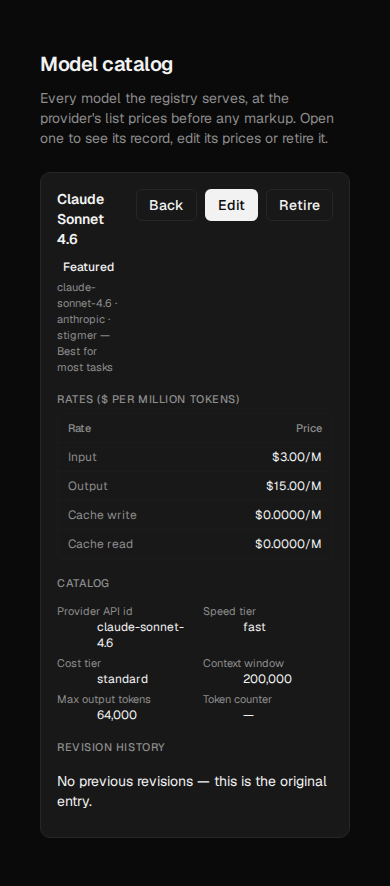 Model catalog
Every model the registry serves, at the
provider's list prices before any markup. Open
one to see its record, edit its prices or retire it.
Claude
Sonnet
4.6
Back
Edit
Retire
Featured
claude-
sonnet-4.6 ·
anthropic ·
stigmer —
Best for
most tasks
RATES ($ PER MILLION TOKENS)
Rate Price
Input $3.00/M
Output $15.00/M
Cache write $0.0000/M
Cache read $0.0000/M
CATALOG
Provider API id
claude-sonnet-
4.6
Speed tier
fast
Cost tier
standard
Context window
200,000
Max output tokens
64,000
Token counter
—
REVISION HISTORY
No previous revisions — this is the original
entry.